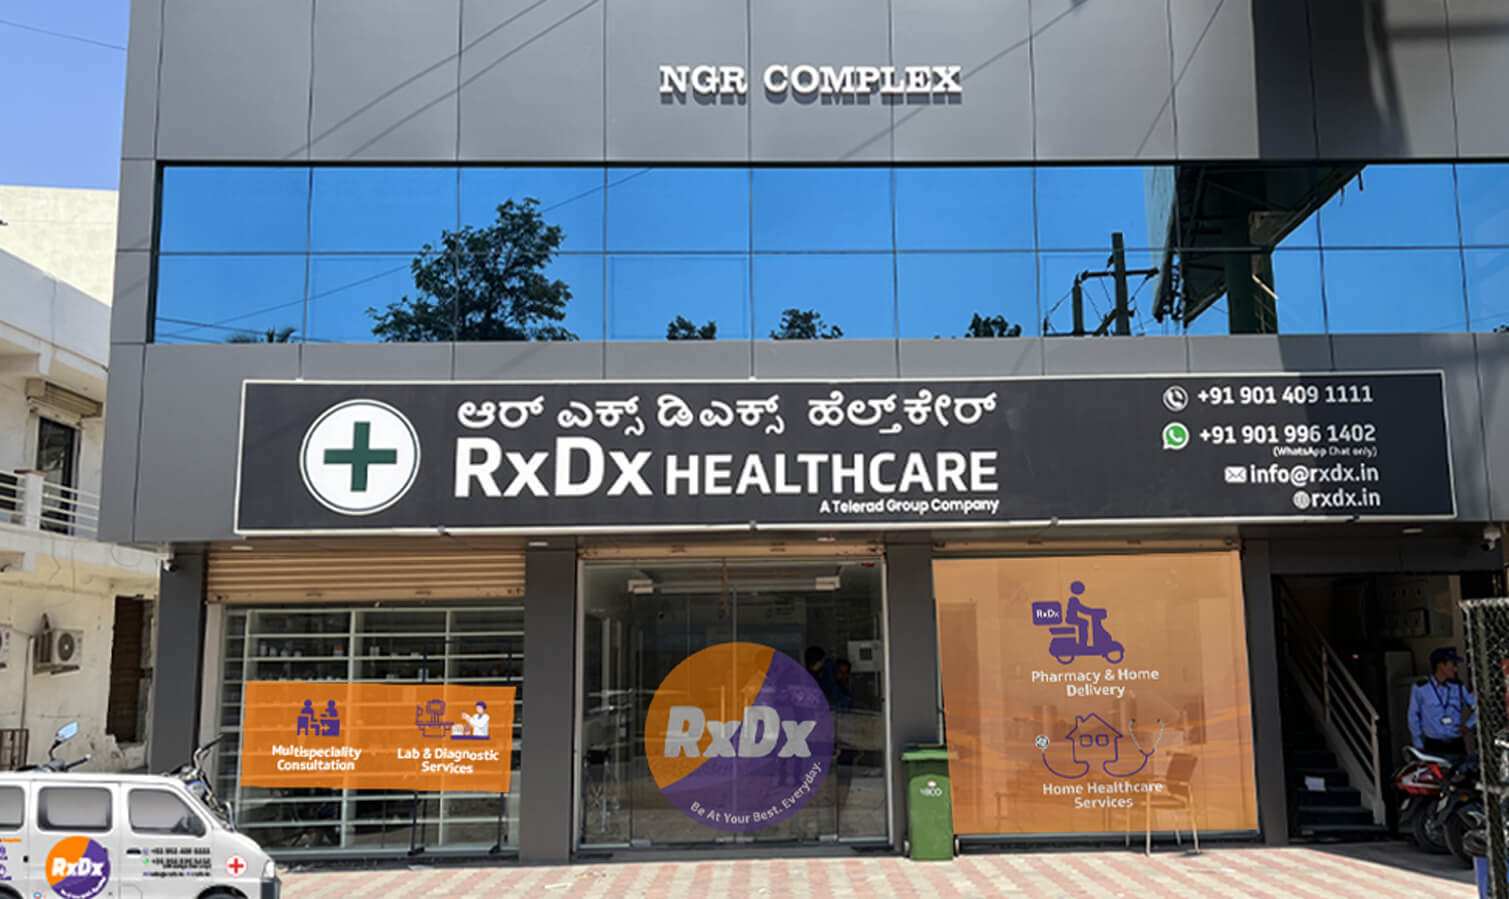 NGR COMPLEX
ಆರ್ ಎಕ್ಸ್ ಡಿಎಕ್ಸ್ ಹೆಲ್ತ್‌ಕೇರ್
RxDx HEALTHCARE
A Telerad Group Company
+91 901 409 1111
+91 901 996 1402
(WhatsApp Chat only)
info@rxdx.in
rxdx.in
Multispeciality
Consultation
Lab & Diagnostic
Services
RxDx
Be At Your Best. Everyday.
RxDx
Pharmacy & Home
Delivery
Home Healthcare
Services
RxDx